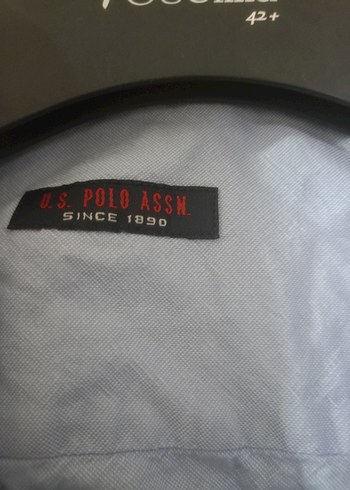 42+
U.S. POLO ASSN.
SINCE 1890